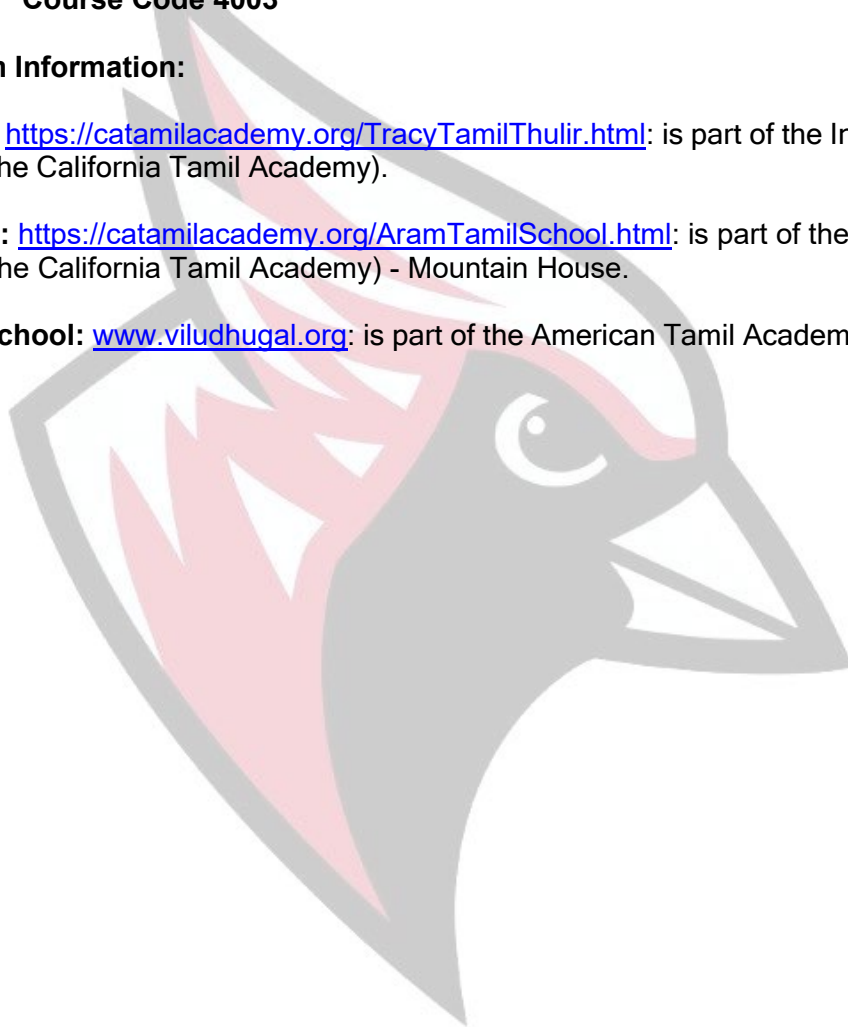 Course Code 4003
n Information:
https://catamilacademy.org/TracyTamilThulir.html: is part of the In
he California Tamil Academy).
: https://catamilacademy.org/AramTamilSchool.html: is part of the
he California Tamil Academy) - Mountain House.
chool: www.viludhugal.org: is part of the American Tamil Academ